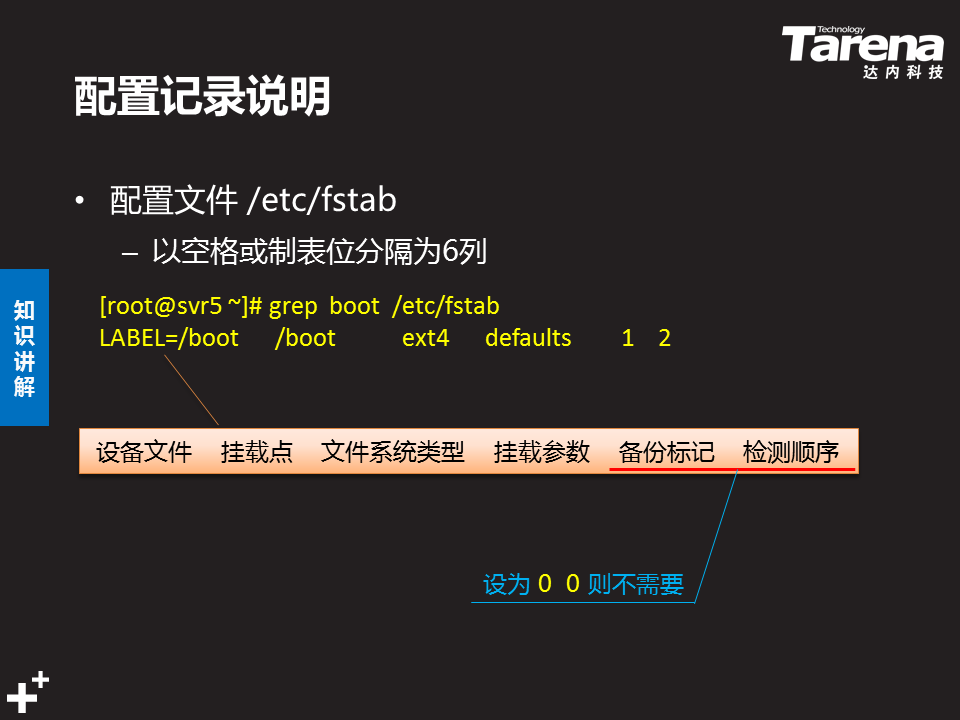 Technology
Tarena
达内科技
配置记录说明
• 配置文件 /etc/fstab
– 以空格或制表位分隔为6列
[root@svr5 ~]# grep boot /etc/fstab
LABEL=/boot /boot ext4 defaults 1 2
知识讲解
设备文件 挂载点 文件系统类型 挂载参数 备份标记 检测顺序
设为 0 0 则不需要